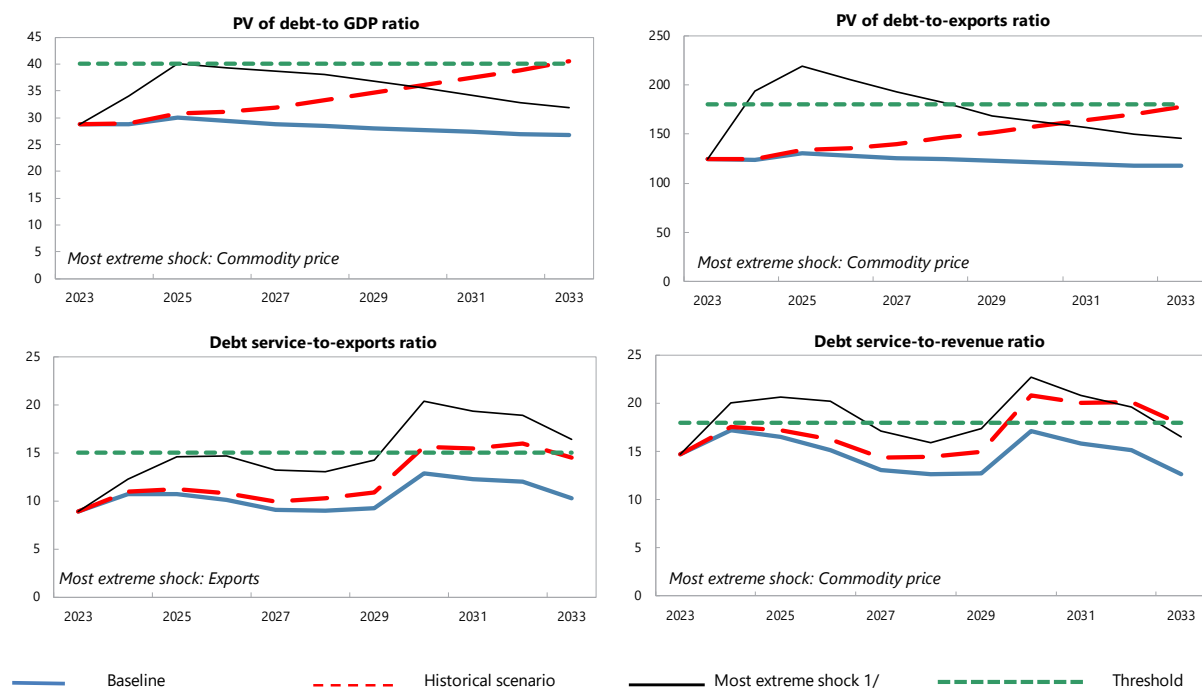 PV of debt-to GDP ratio
45
40
35
30
25
20
15
10
5
0
Most extreme shock: Commodity price
2023 2025 2027 2029 2031 2033
PV of debt-to-exports ratio
250
200
150
100
50
0
Most extreme shock: Commodity price
2023 2025 2027 2029 2031 2033
Debt service-to-exports ratio
25
20
15
10
5
0
Most extreme shock: Exports
2023 2025 2027 2029 2031 2033
Debt service-to-revenue ratio
25
20
15
10
5
0
Most extreme shock: Commodity price
2023 2025 2027 2029 2031 2033
Baseline Historical scenario Most extreme shock 1/ Threshold